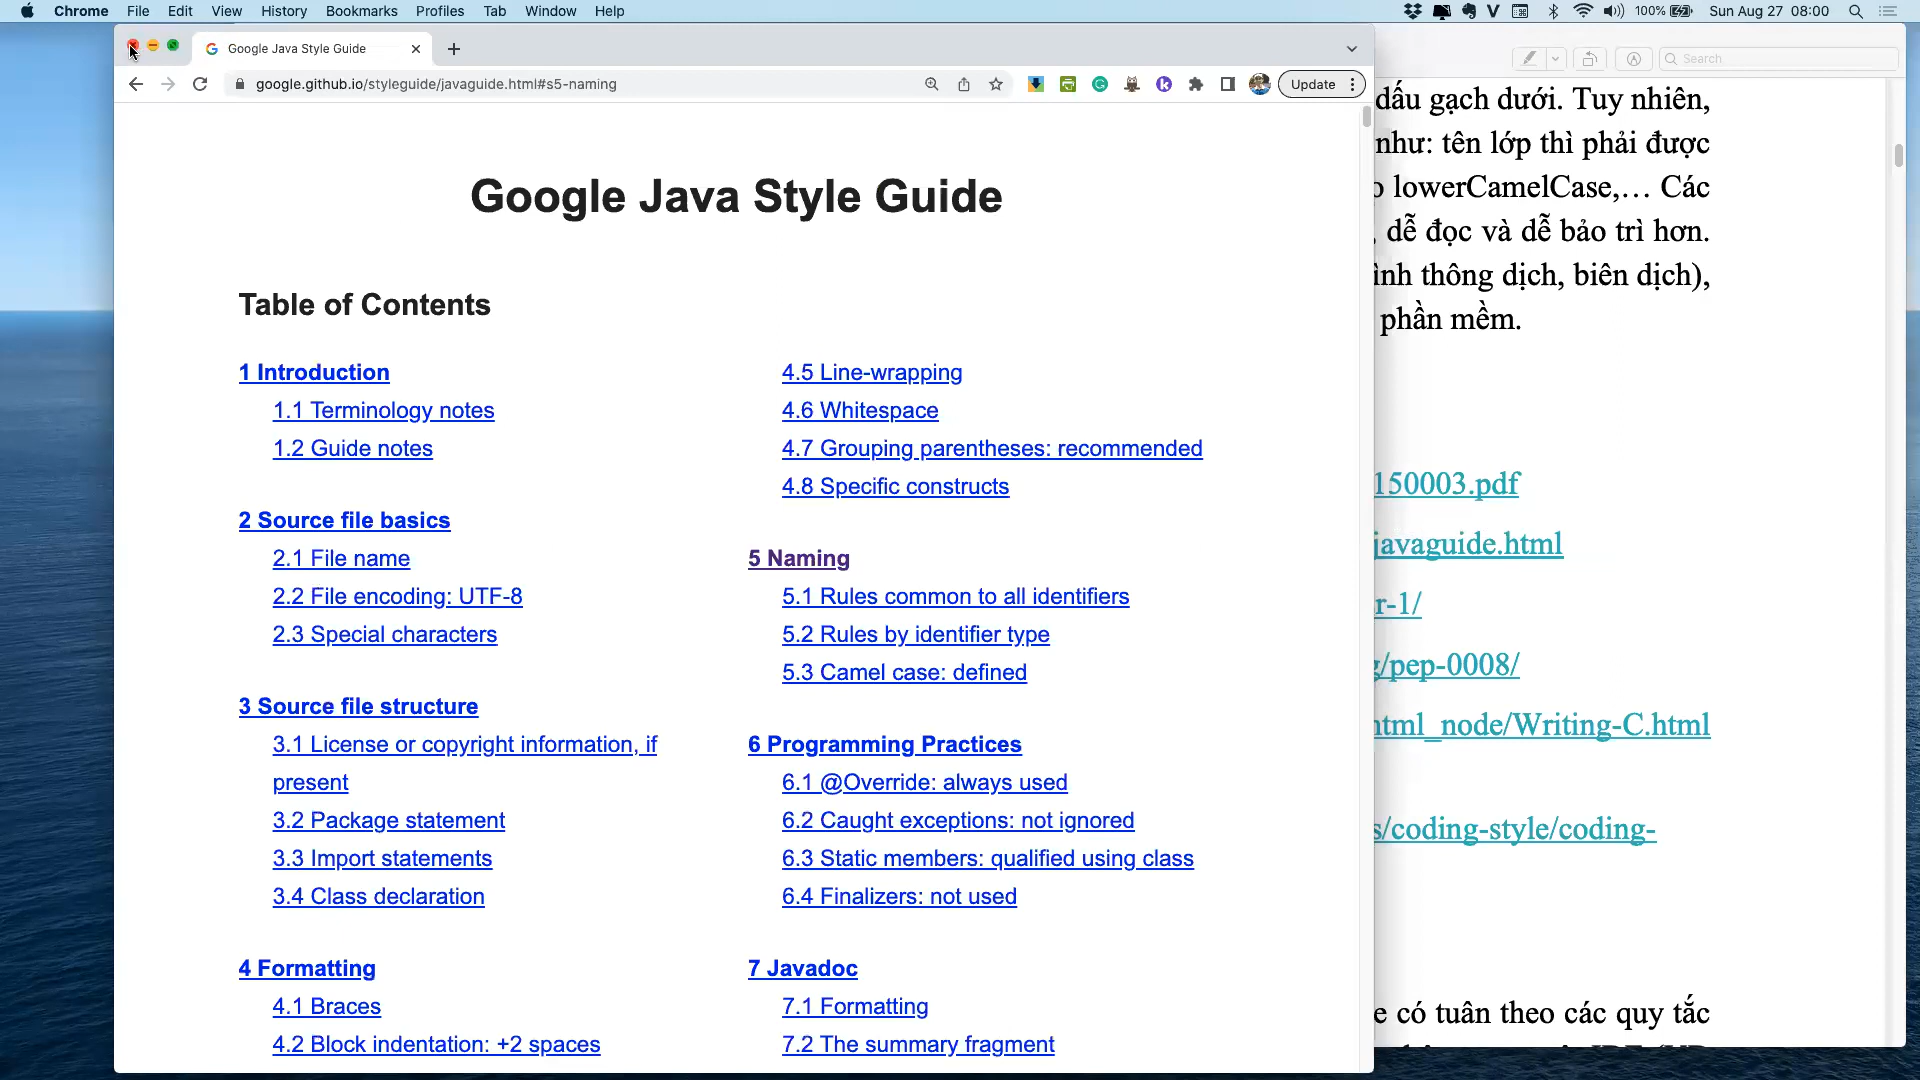 Chrome File Edit View History Bookmarks Profiles Tab Window Help 100% Sun Aug 27 08:00
Google Java Style Guide
google.github.io/styleguide/javaguide.html#s5-naming
Update
Search
Google Java Style Guide
Table of Contents
1 Introduction
1.1 Terminology notes
1.2 Guide notes
2 Source file basics
2.1 File name
2.2 File encoding: UTF-8
2.3 Special characters
3 Source file structure
3.1 License or copyright information, if
present
3.2 Package statement
3.3 Import statements
3.4 Class declaration
4 Formatting
4.1 Braces
4.2 Block indentation: +2 spaces
4.5 Line-wrapping
4.6 Whitespace
4.7 Grouping parentheses: recommended
4.8 Specific constructs
5 Naming
5.1 Rules common to all identifiers
5.2 Rules by identifier type
5.3 Camel case: defined
6 Programming Practices
6.1 @Override: always used
6.2 Caught exceptions: not ignored
6.3 Static members: qualified using class
6.4 Finalizers: not used
7 Javadoc
7.1 Formatting
7.2 The summary fragment
dấu gạch dưới. Tuy nhiên,
như: tên lớp thì phải được
lowerCamelCase,… Các
, dễ đọc và dễ bảo trì hơn.
ình thông dịch, biên dịch),
phần mềm.
150003.pdf
javaguide.html
r-1/
/pep-0008/
html_node/Writing-C.html
s/coding-style/coding-
e có tuân theo các quy tắc